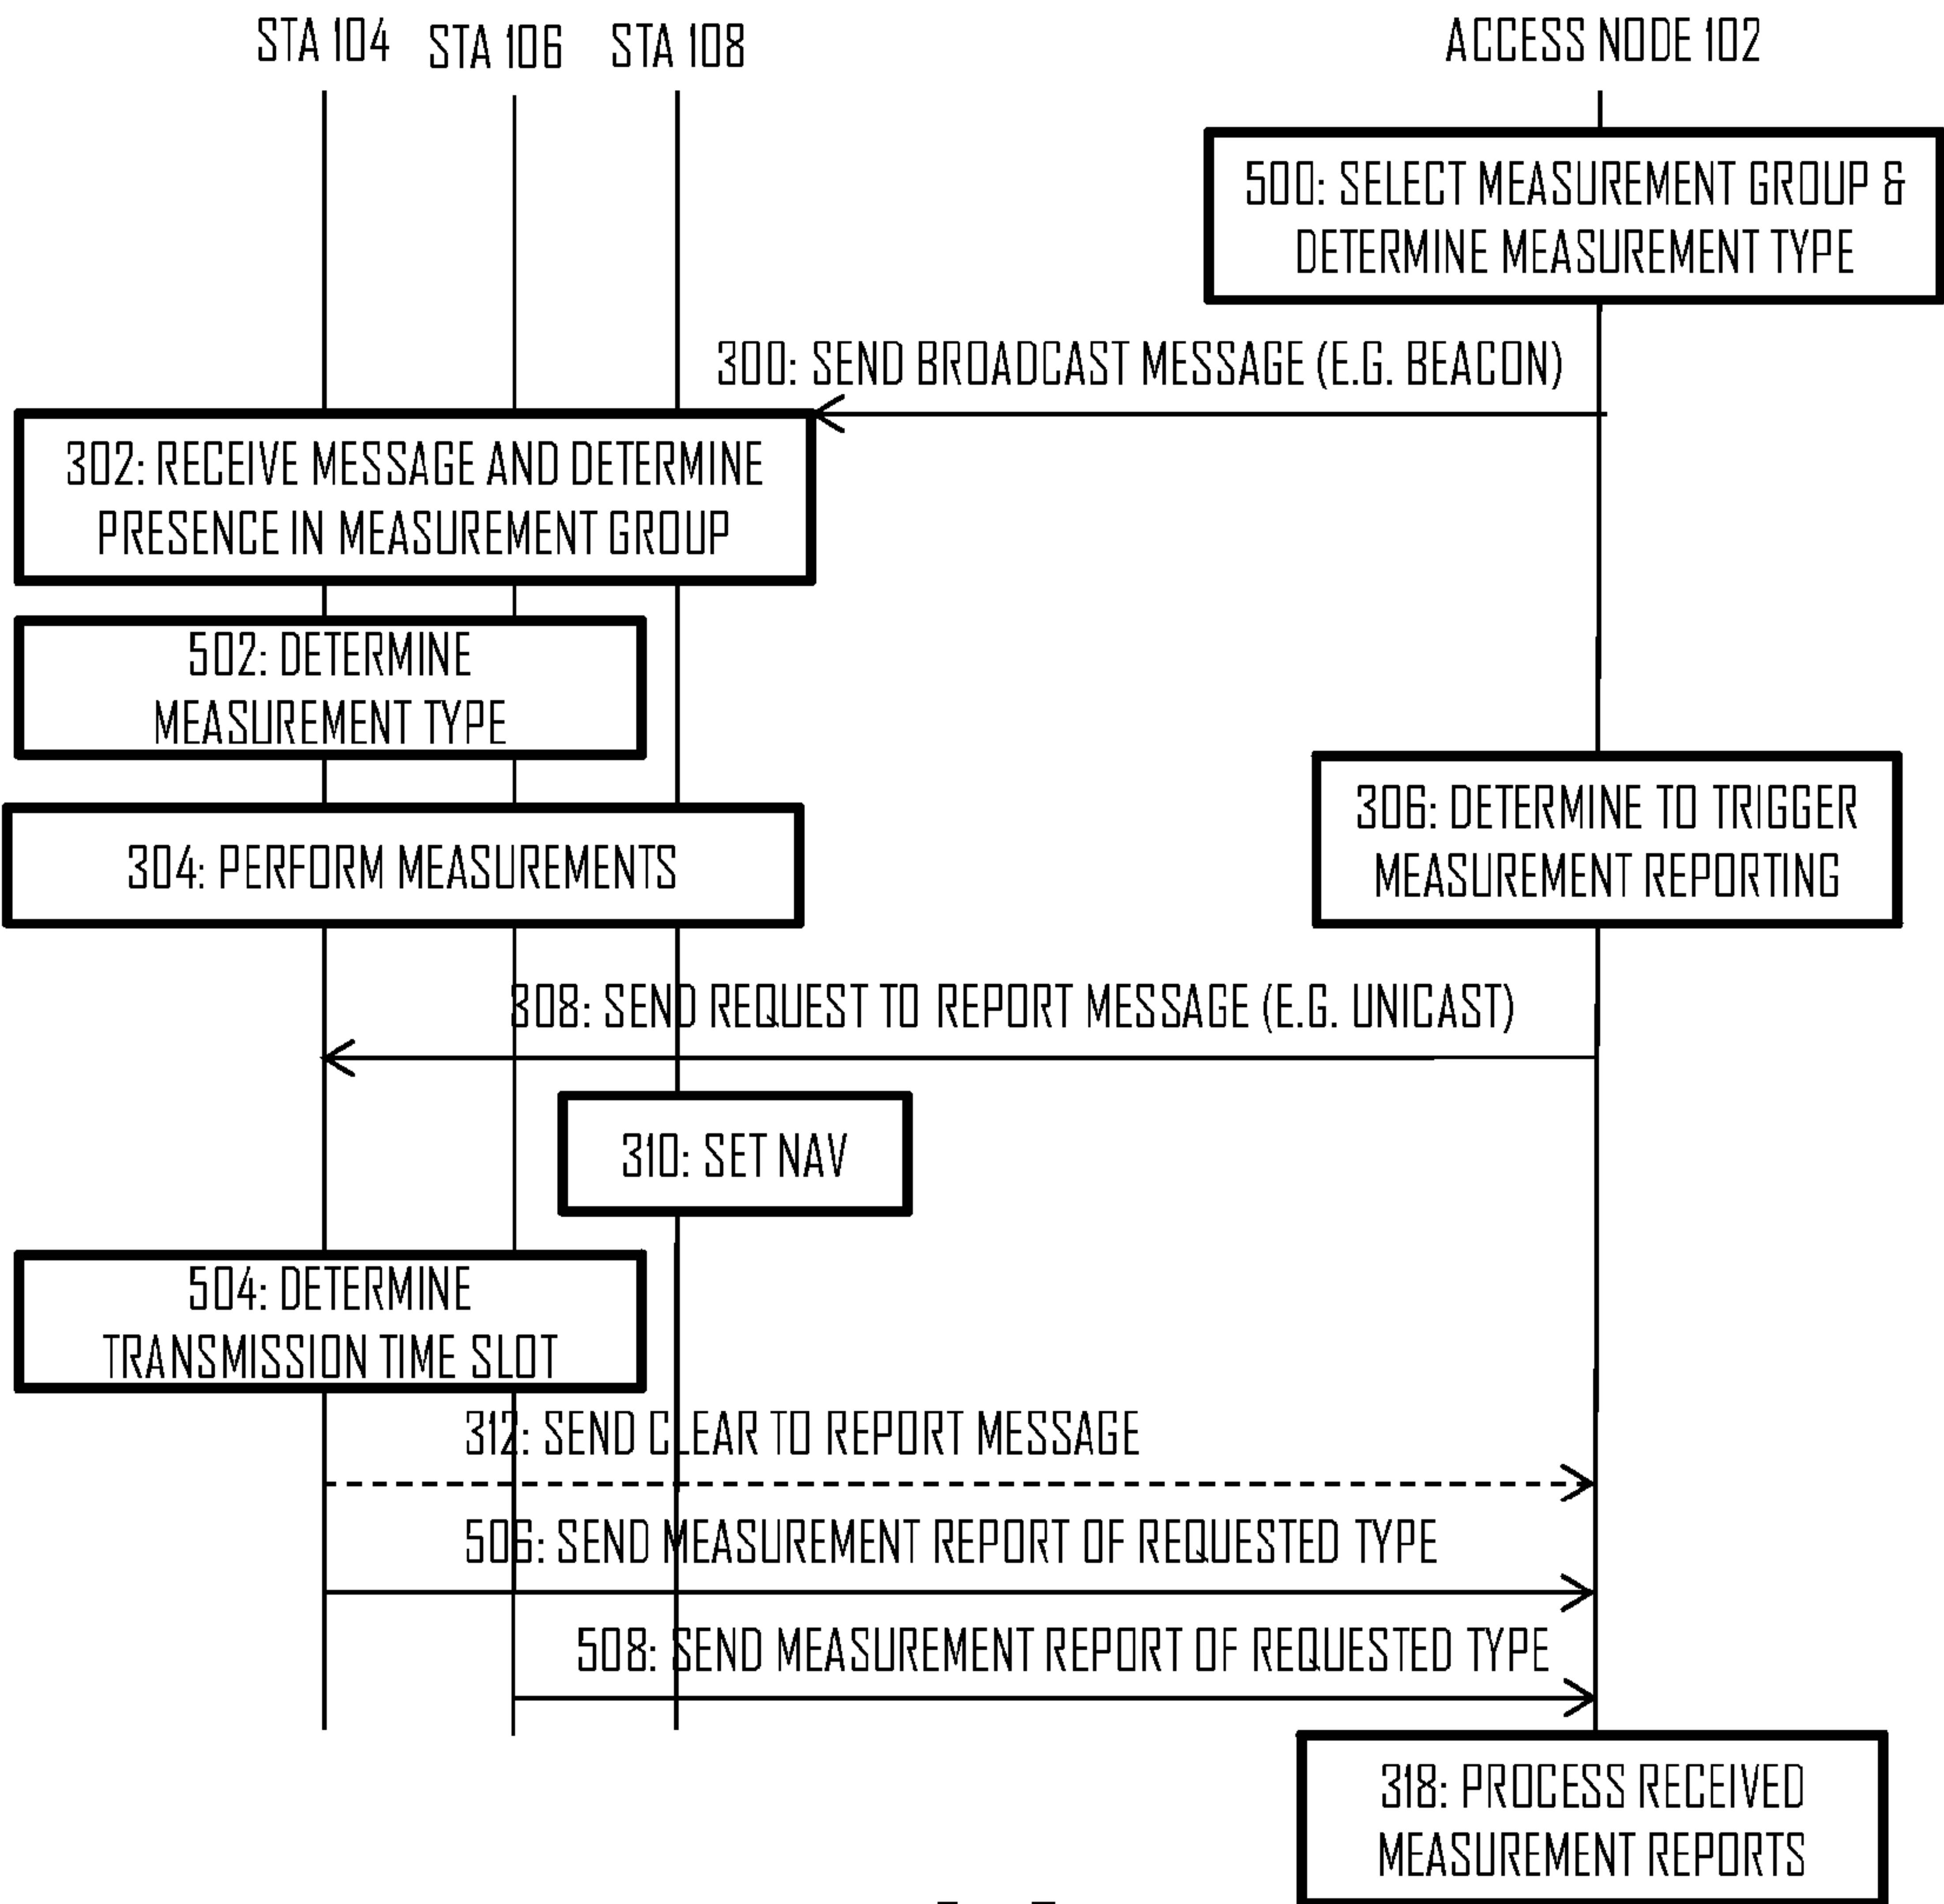 STA 104 STA 106 STA 108 ACCESS NODE 102
500: SELECT MEASUREMENT GROUP &
DETERMINE MEASUREMENT TYPE
300: SEND BROADCAST MESSAGE (E.G. BEACON)
302: RECEIVE MESSAGE AND DETERMINE
PRESENCE IN MEASUREMENT GROUP
502: DETERMINE
MEASUREMENT TYPE
304: PERFORM MEASUREMENTS
306: DETERMINE TO TRIGGER
MEASUREMENT REPORTING
308: SEND REQUEST TO REPORT MESSAGE (E.G. UNICAST)
310: SET NAV
504: DETERMINE
TRANSMISSION TIME SLOT
312: SEND CLEAR TO REPORT MESSAGE
506: SEND MEASUREMENT REPORT OF REQUESTED TYPE
508: SEND MEASUREMENT REPORT OF REQUESTED TYPE
318: PROCESS RECEIVED
MEASUREMENT REPORTS